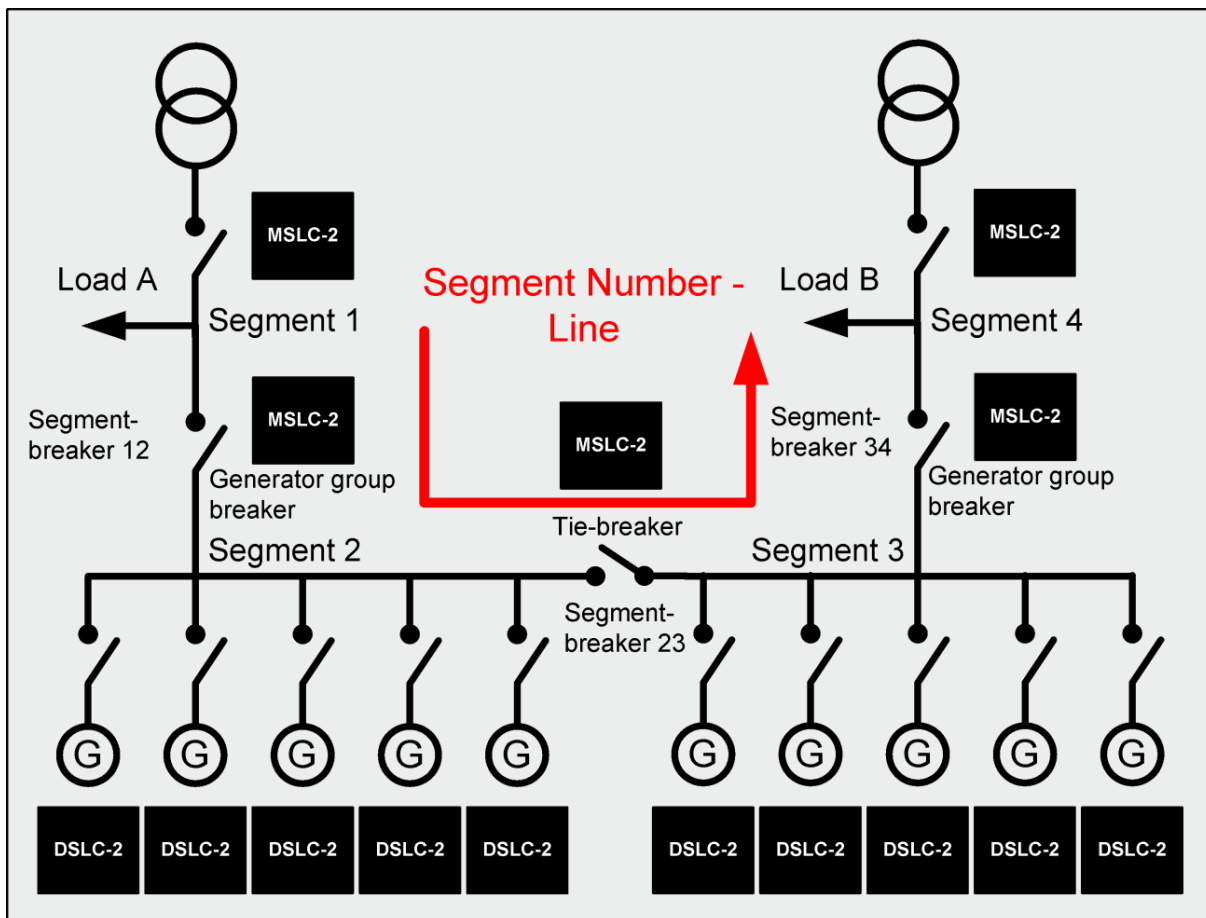 MSLC-2
MSLC-2
Load A
Segment Number -
Line
Load B
Segment 1
Segment 4
Segment-
breaker 12
MSLC-2
Generator group
breaker
MSLC-2
Segment-
breaker 34
MSLC-2
Generator group
breaker
Tie-breaker
Segment 2
Segment 3
Segment-
breaker 23
G G G G G G G G G G
DSLC-2 DSLC-2 DSLC-2 DSLC-2 DSLC-2 DSLC-2 DSLC-2 DSLC-2 DSLC-2 DSLC-2